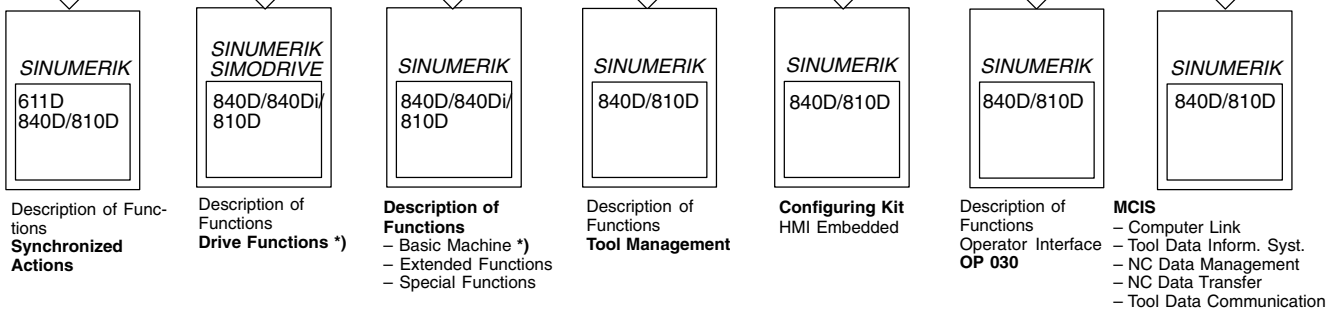 SINUMERIK
611D
840D/810D
Description of Func-
tions
Synchronized
Actions
SINUMERIK
SIMODRIVE
840D/840Di/
810D
Description of
Functions
Drive Functions *)
SINUMERIK
840D/840Di/
810D
Description of
Functions
– Basic Machine *)
– Extended Functions
– Special Functions
SINUMERIK
840D/810D
Description of
Functions
Tool Management
SINUMERIK
840D/810D
Configuring Kit
HMI Embedded
SINUMERIK
840D/810D
Description of
Functions
Operator Interface
OP 030
SINUMERIK
840D/810D
MCIS
– Computer Link
– Tool Data Inform. Syst.
– NC Data Management
– NC Data Transfer
– Tool Data Communication